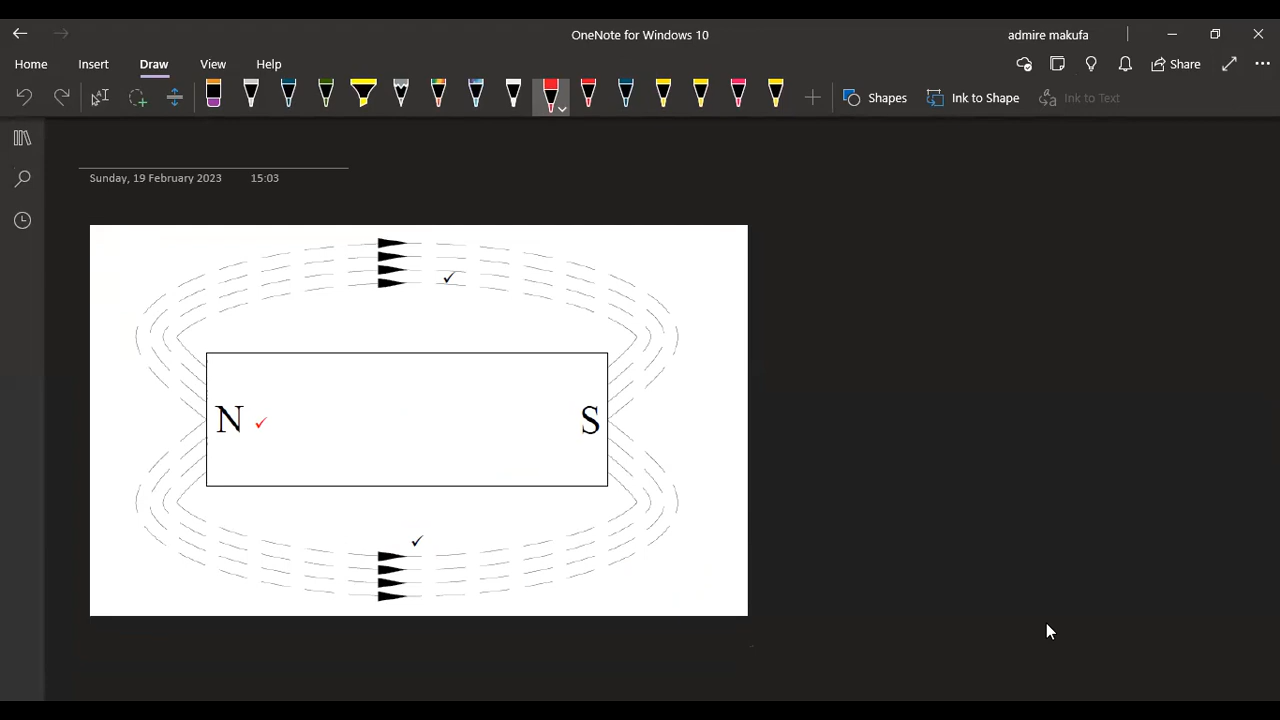 OneNote for Windows 10
admire makufa
Home Insert Draw View Help
Share
Shapes Ink to Shape Ink to Text
Sunday, 19 February 2023 15:03
N S